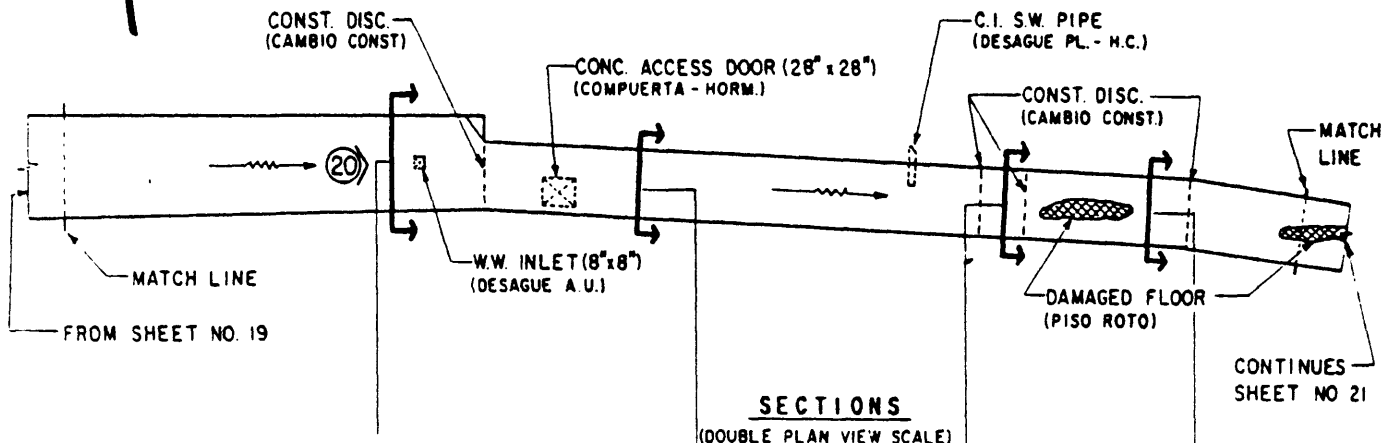 CONST. DISC.
(CAMBIO CONST)
C.I. S.W. PIPE
(DESAGUE PL.- H.C.)
CONC. ACCESS DOOR (28" x 28")
(COMPUERTA - HORM.)
CONST. DISC.
(CAMBIO CONST.)
MATCH
LINE
20
W.W. INLET (8"x8")
(DESAGUE A.U.)
MATCH LINE
DAMAGED FLOOR
(PISO ROTO)
FROM SHEET NO. 19
CONTINUES
SHEET NO 21
SECTIONS
(DOUBLE PLAN VIEW SCALE)